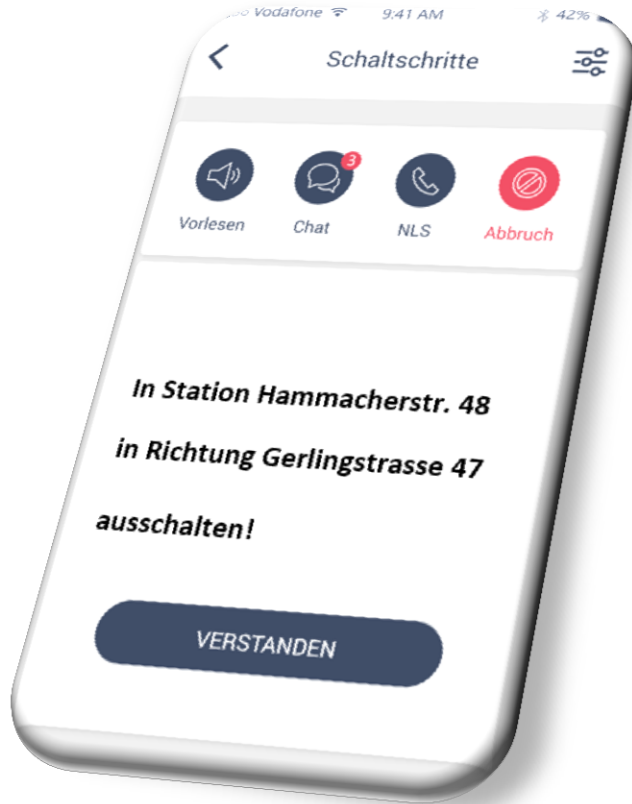 Vodafone 9:41 AM 42%
Schaltschritte
3
Vorlesen Chat NLS Abbruch
In Station Hammacherstr. 48
in Richtung Gerlingstrasse 47
ausschalten!
VERSTANDEN